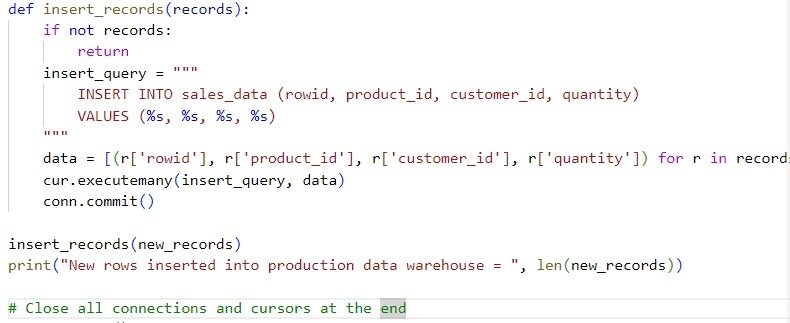 def insert_records(records):
    if not records:
        return
    insert_query = """
        INSERT INTO sales_data (rowid, product_id, customer_id, quantity)
        VALUES (%s, %s, %s, %s)
    """
    data = [(r['rowid'], r['product_id'], r['customer_id'], r['quantity']) for r in records
    cur.executemany(insert_query, data)
    conn.commit()
insert_records(new_records)
print("New rows inserted into production data warehouse = ", len(new_records))
# Close all connections and cursors at the end